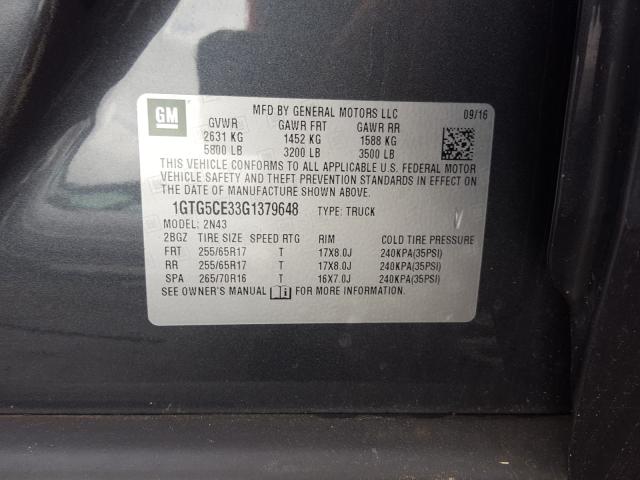 MFD BY GENERAL MOTORS LLC 09/16
GM GVWR GAWR FRT GAWR RR
2631 KG 1452 KG 1588 KG
5800 LB 3200 LB 3500 LB
THIS VEHICLE CONFORMS TO ALL APPLICABLE U.S. FEDERAL MOTOR
VEHICLE SAFETY AND THEFT PREVENTION STANDARDS IN EFFECT ON
THE DATE OF MANUFACTURE SHOWN ABOVE.
1GTG5CE33G1379648 TYPE: TRUCK
MODEL: 2N43
2BGZ TIRE SIZE SPEED RTG RIM COLD TIRE PRESSURE
FRT 255/65R17 T 17X8.0J 240KPA(35PSI)
RR 255/65R17 T 17X8.0J 240KPA(35PSI)
SPA 265/70R16 T 16X7.0J 240KPA(35PSI)
SEE OWNER'S MANUAL FOR MORE INFORMATION.